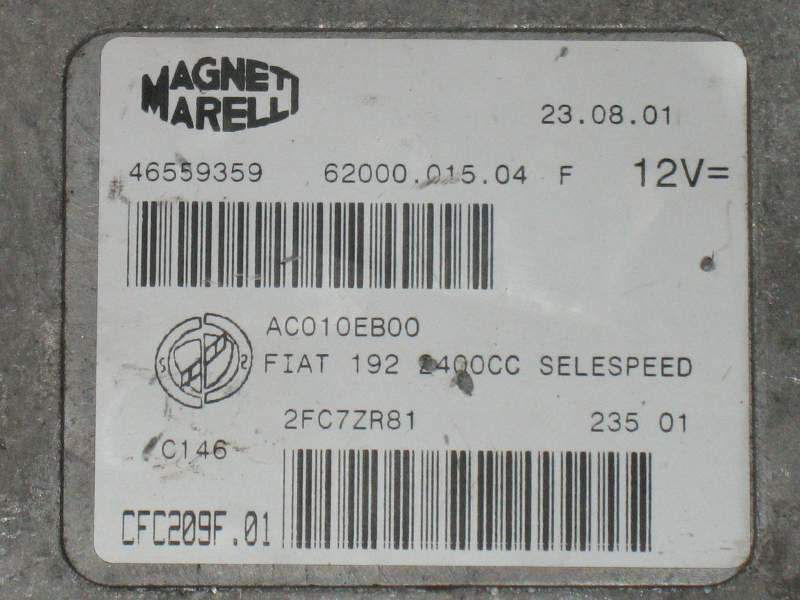 MAGNETI
MARELLI
23.08.01
46559359 62000.015.04 F 12V=
AC010EB00
FIAT 192 2400CC SELESPEED
2FC7ZR81 235 01
C146
CFC209F.01